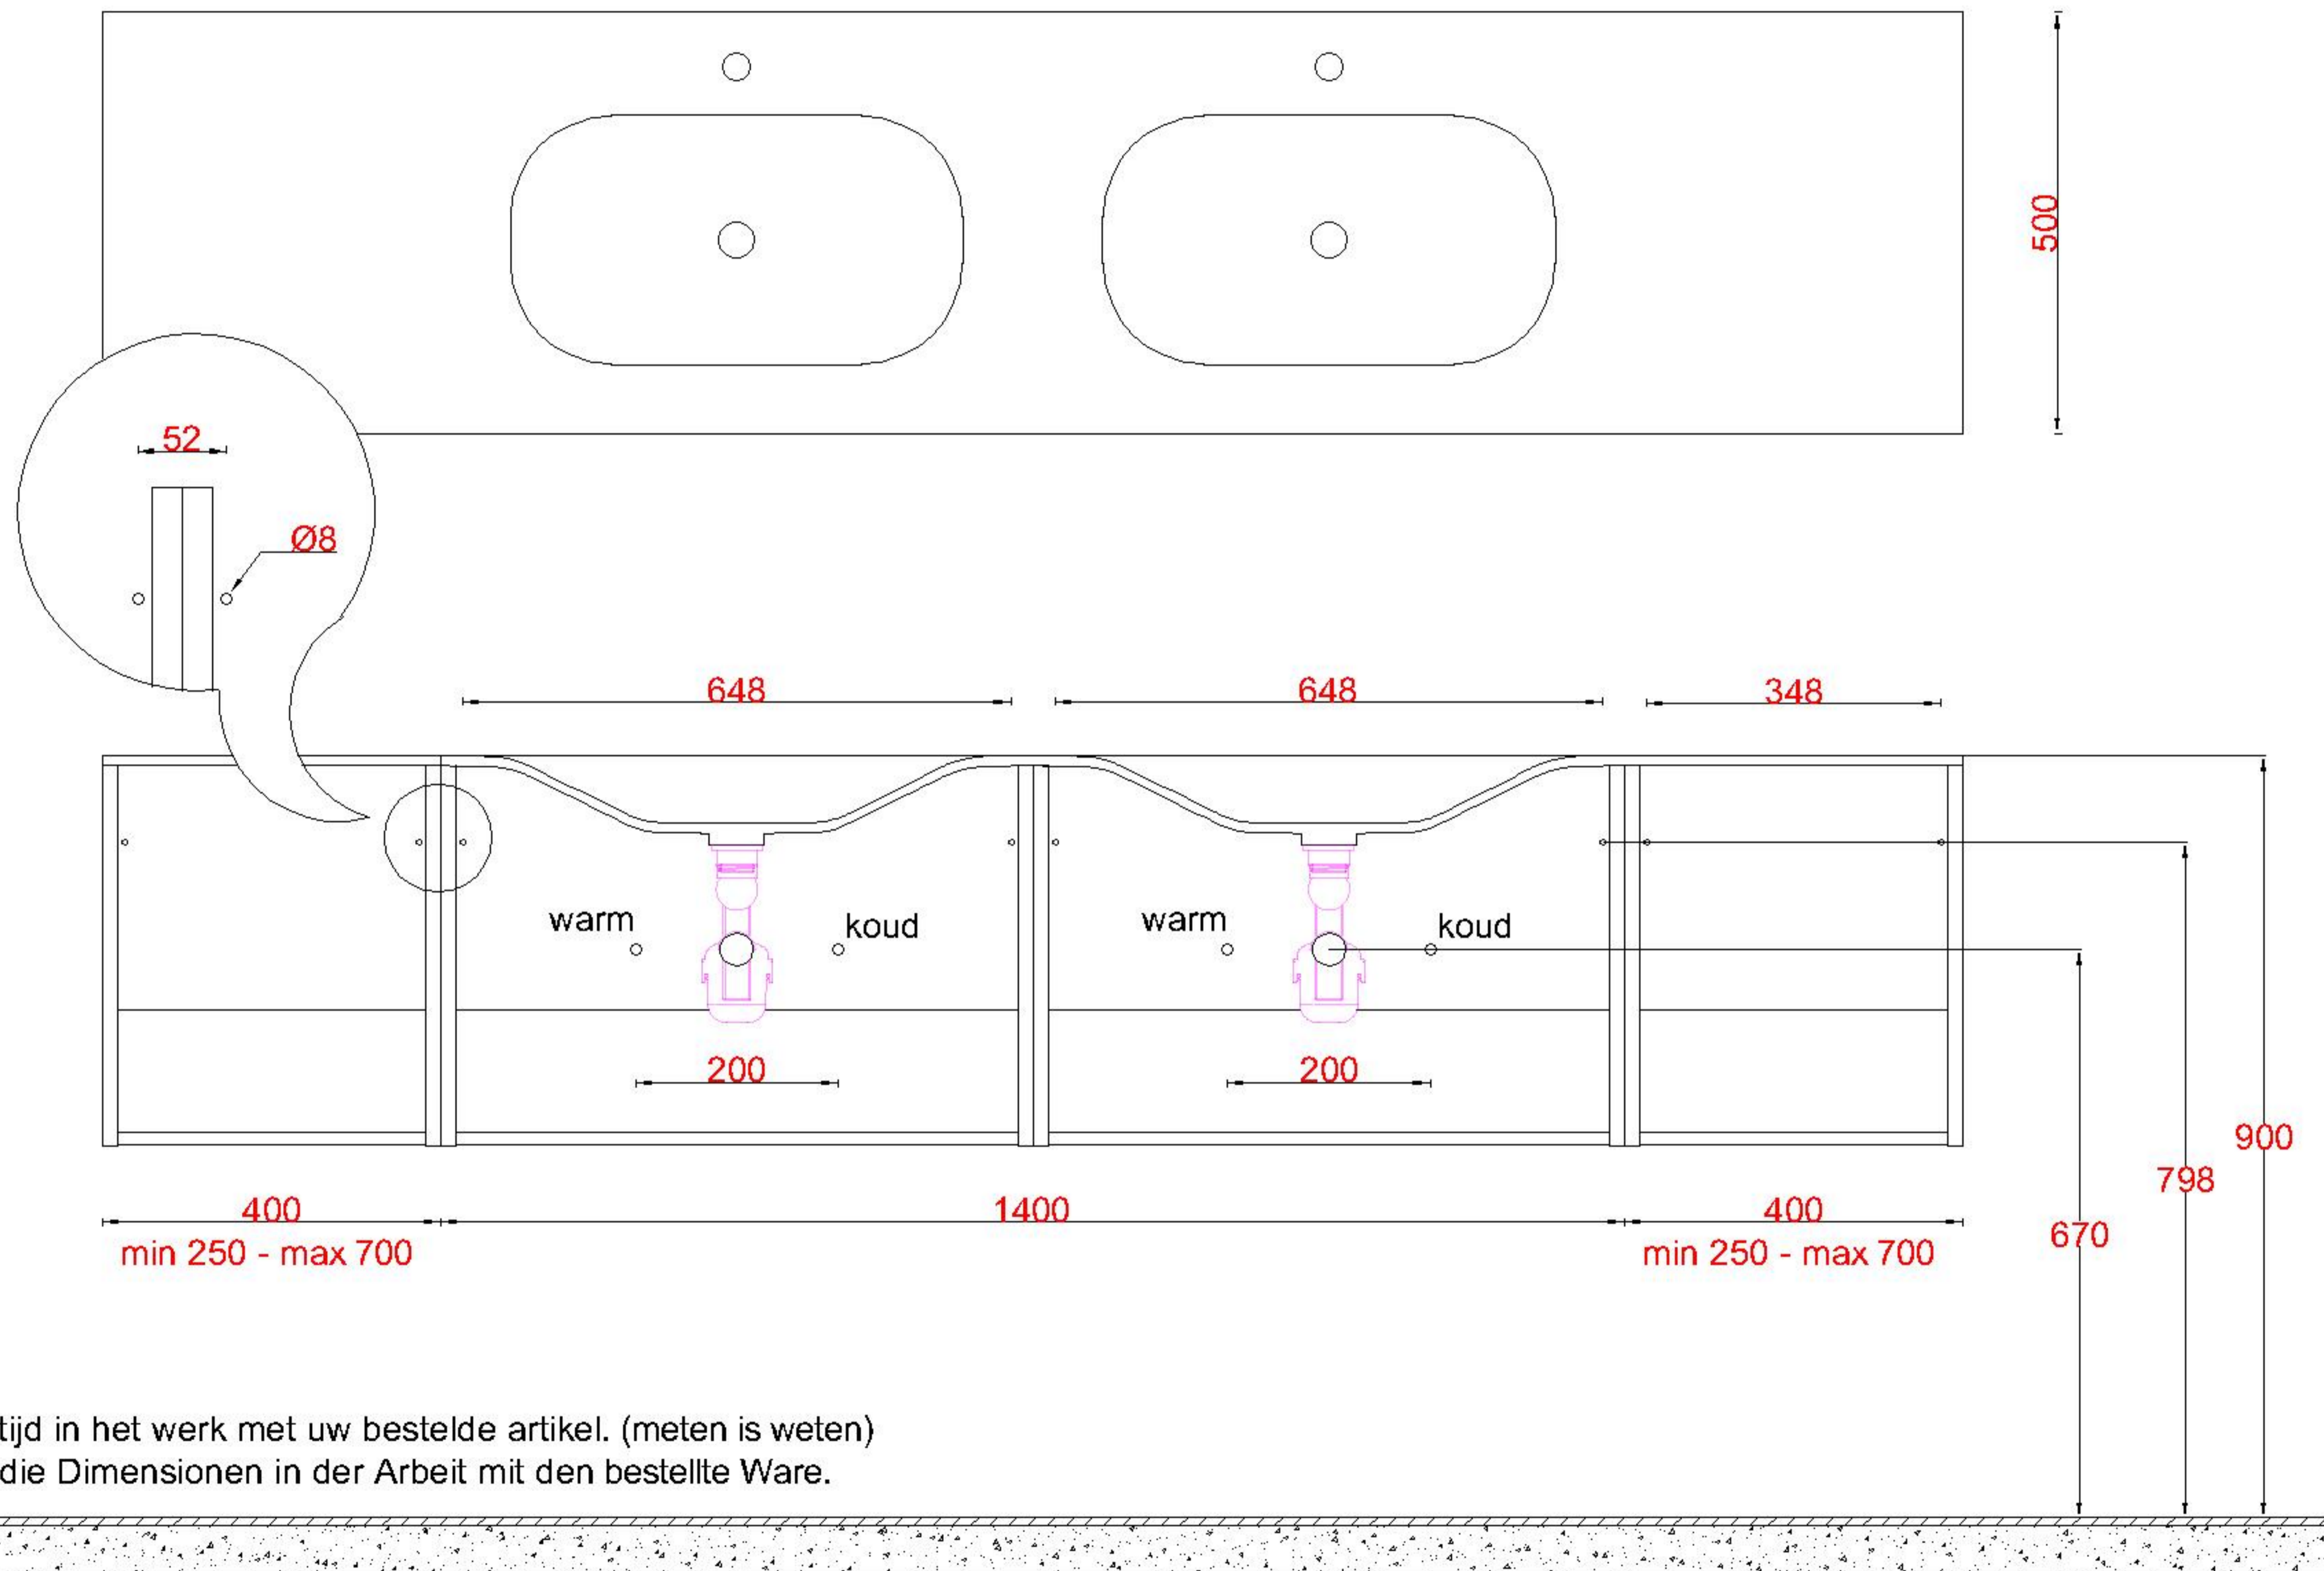 500
52
Ø8
648
648
348
warm
koud
warm
koud
200
200
900
798
670
400
1400
400
min 250 - max 700
min 250 - max 700
tijd in het werk met uw bestelde artikel. (meten is weten)
die Dimensionen in der Arbeit mit den bestellte Ware.